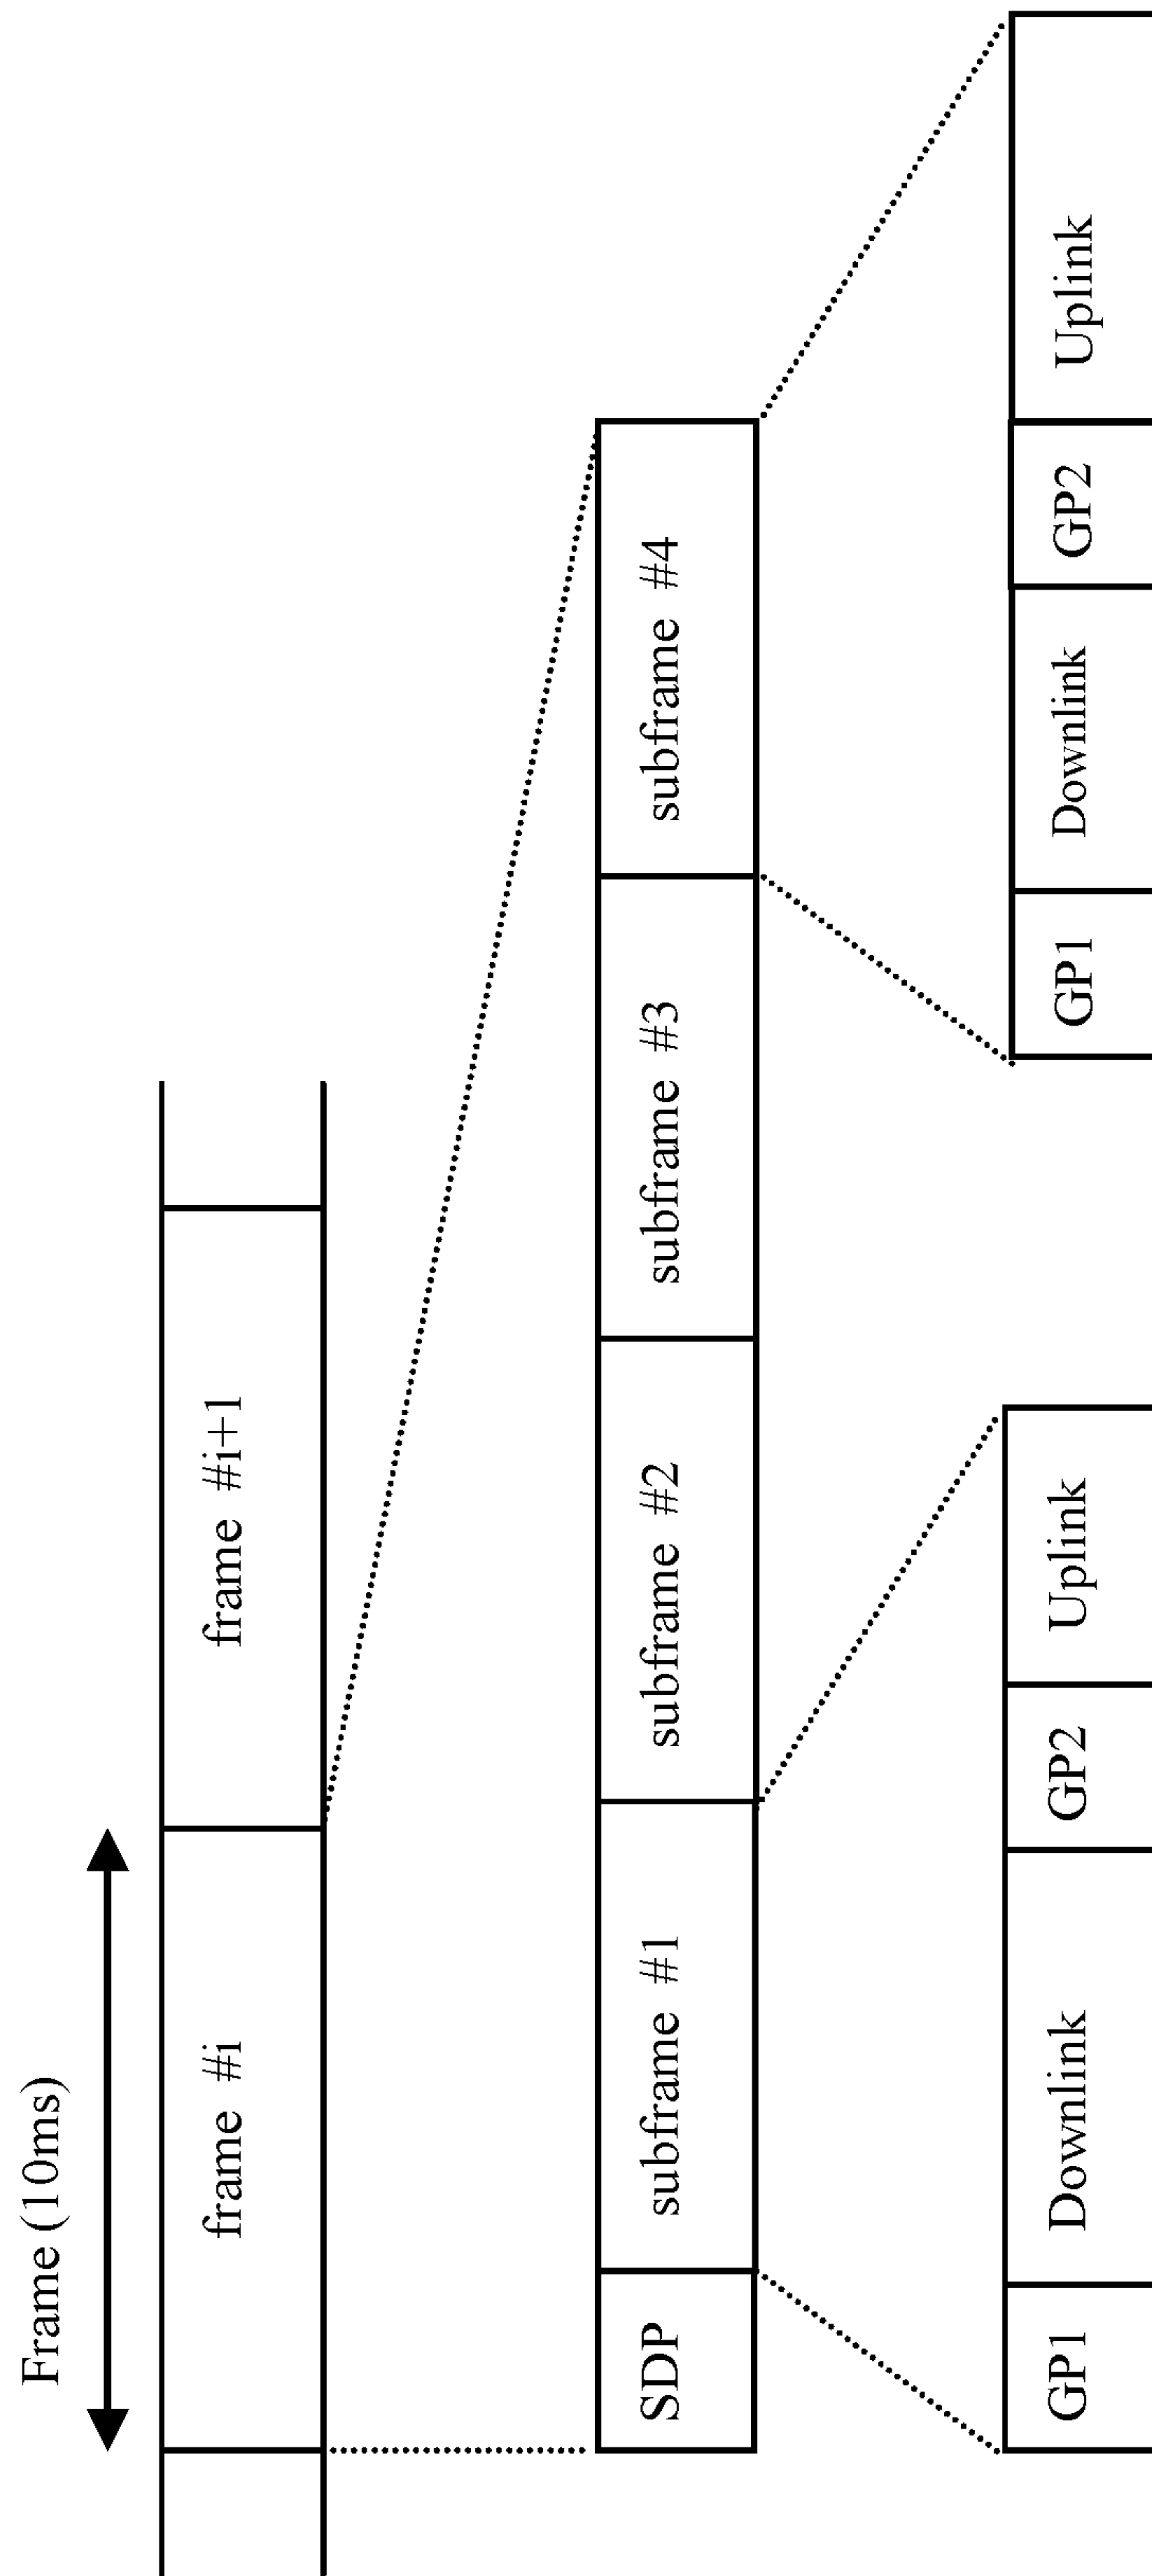 Frame (10ms)
frame #i
frame #i+1
SDP
subframe #1
subframe #2
subframe #3
subframe #4
GP1
Downlink
GP2
Uplink
GP1
Downlink
GP2
Uplink